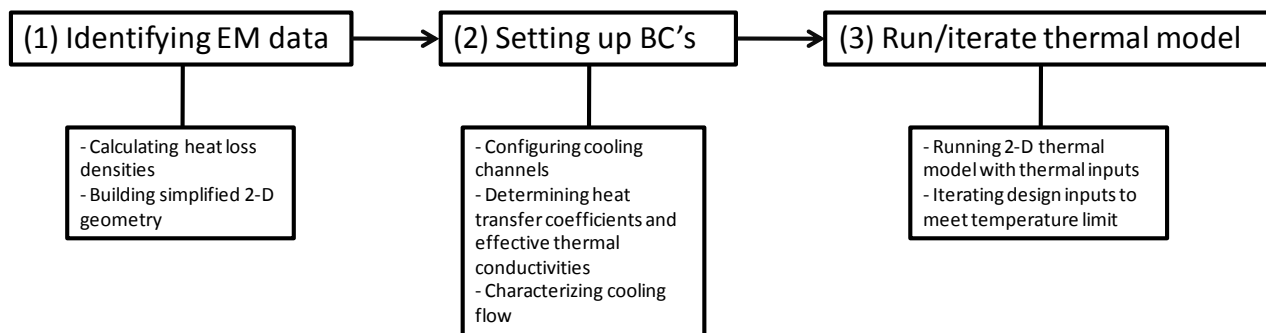 (1) Identifying EM data
(2) Setting up BC's
(3) Run/iterate thermal model
- Calculating heat loss
densities
- Building simplified 2-D
geometry
- Configuring cooling
channels
- Determining heat
transfer coefficients and
effective thermal
conductivities
- Characterizing cooling
flow
- Running 2-D thermal
model with thermal inputs
- Iterating design inputs to
meet temperature limit